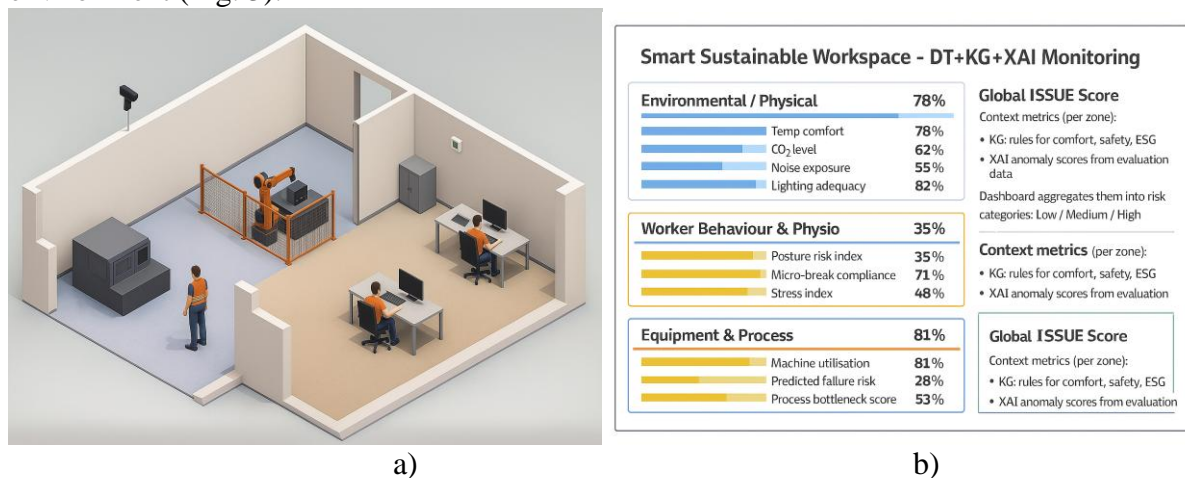 Smart Sustainable Workspace - DT+KG+XAI Monitoring
Environmental / Physical 78%
Temp comfort 78%
CO₂ level 62%
Noise exposure 55%
Lighting adequacy 82%
Worker Behaviour & Physio 35%
Posture risk index 35%
Micro-break compliance 71%
Stress index 48%
Equipment & Process 81%
Machine utilisation 81%
Predicted failure risk 28%
Process bottleneck score 53%
Global ISSUE Score
Context metrics (per zone):
• KG: rules for comfort, safety, ESG
• XAI anomaly scores from evaluation
data
Dashboard aggregates them into risk
categories: Low / Medium / High
Context metrics (per zone):
• KG: rules for comfort, safety, ESG
• XAI anomaly scores from evaluation
Global ISSUE Score
Context metrics (per zone):
• KG: rules for comfort, safety, ESG
• XAI anomaly scores from evaluation
a)
b)